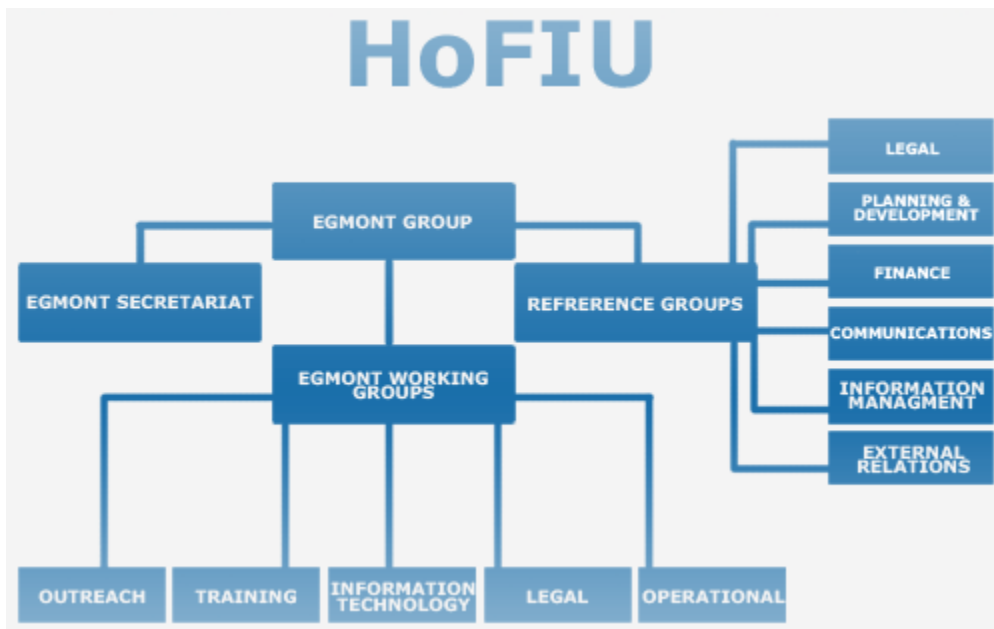 HoFIU
LEGAL
PLANNING &
DEVELOPMENT
EGMONT GROUP
FINANCE
EGMONT SECRETARIAT
REFRERENCE GROUPS
COMMUNICATIONS
EGMONT WORKING
GROUPS
INFORMATION
MANAGMENT
EXTERNAL
RELATIONS
OUTREACH
TRAINING
INFORMATION
TECHNOLOGY
LEGAL
OPERATIONAL